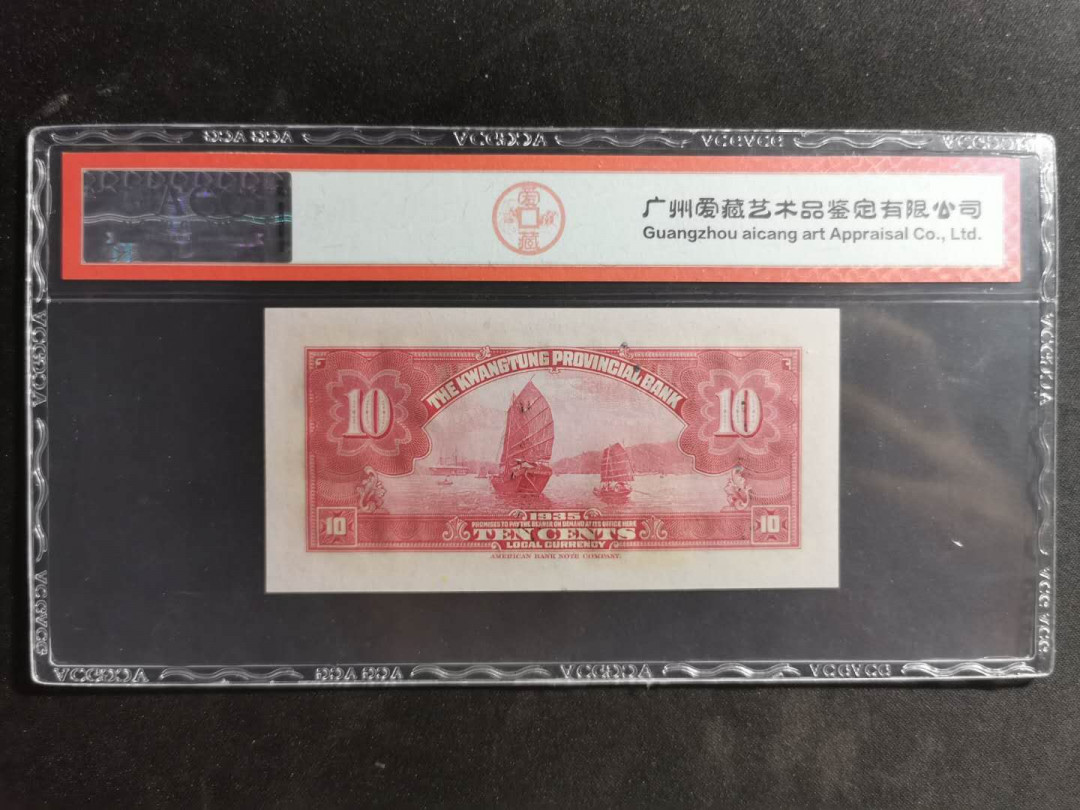 爱藏
广州爱藏艺术品鉴定有限公司
Guangzhou aicang art Appraisal Co., Ltd.
THE KWANGTUNG PROVINCIAL BANK
10
10
1935
PROMISES TO PAY THE BEARER ON DEMAND AT ITS OFFICE HERE
10
TEN CENTS
10
LOCAL CURRENCY
AMERICAN BANK NOTE COMPANY.